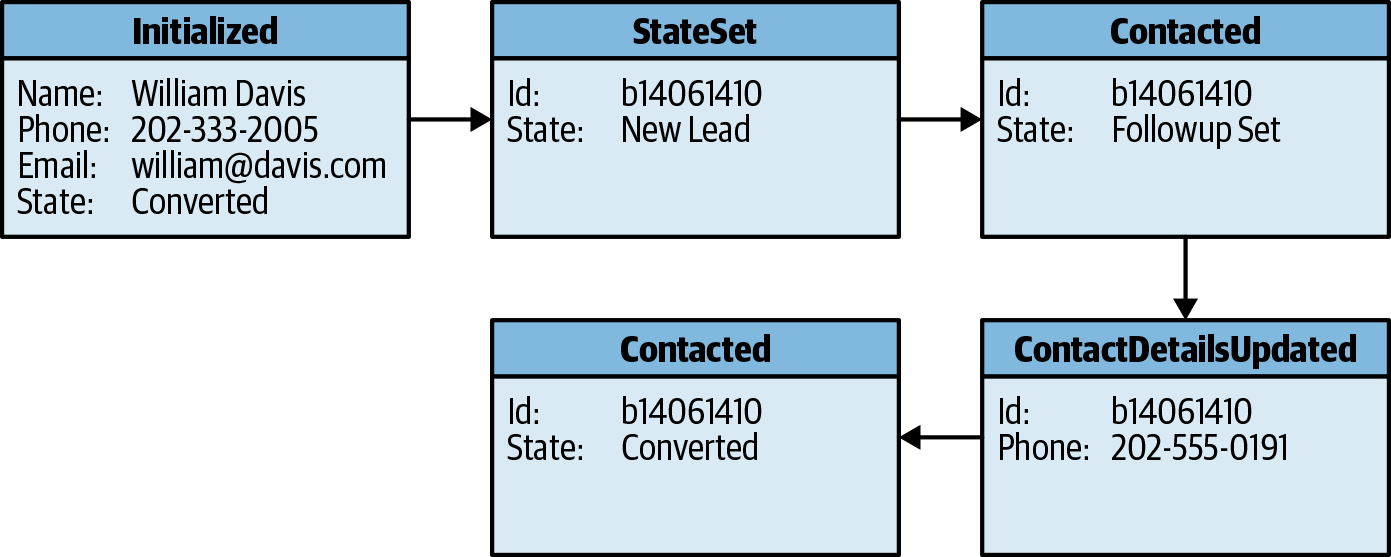 Initialized
Name: William Davis
Phone: 202-333-2005
Email: william@davis.com
State: Converted
StateSet
Id: b14061410
State: New Lead
Contacted
Id: b14061410
State: Followup Set
ContactDetailsUpdated
Id: b14061410
Phone: 202-555-0191
Contacted
Id: b14061410
State: Converted